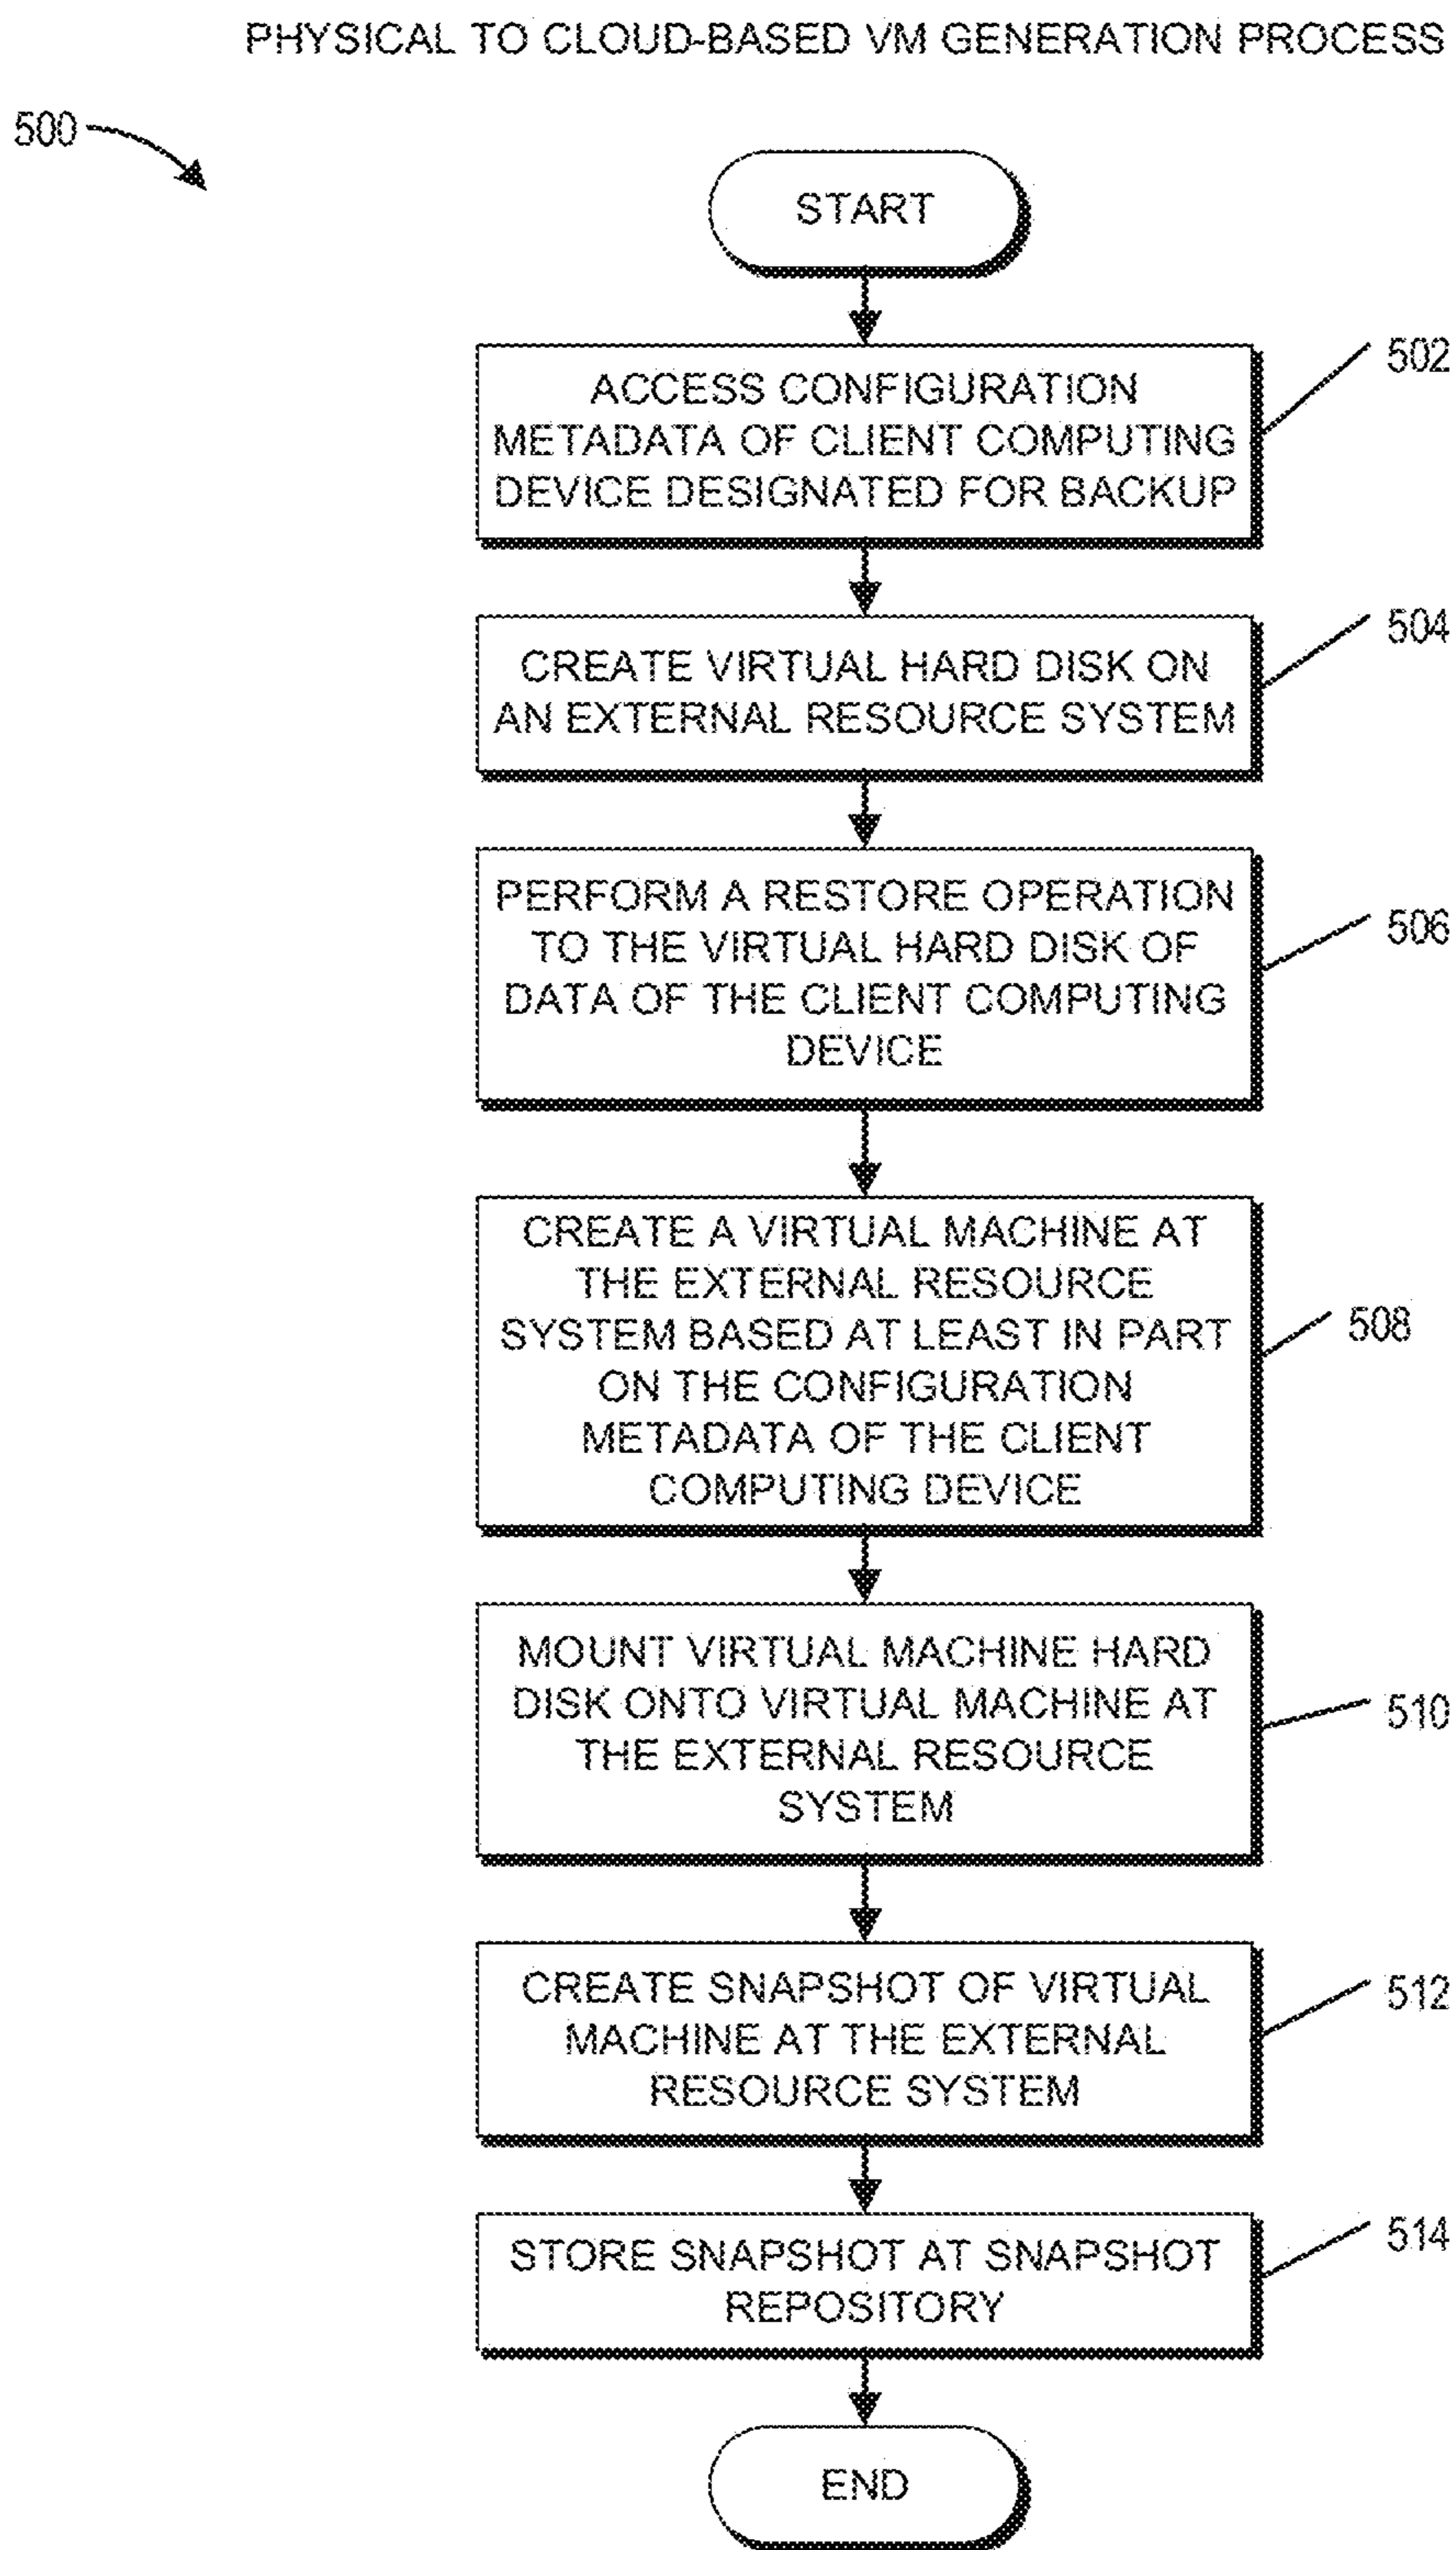 PHYSICAL TO CLOUD-BASED VM GENERATION PROCESS
500
START
ACCESS CONFIGURATION
METADATA OF CLIENT COMPUTING
DEVICE DESIGNATED FOR BACKUP
502
CREATE VIRTUAL HARD DISK ON
AN EXTERNAL RESOURCE SYSTEM
504
PERFORM A RESTORE OPERATION
TO THE VIRTUAL HARD DISK OF
DATA OF THE CLIENT COMPUTING
DEVICE
506
CREATE A VIRTUAL MACHINE AT
THE EXTERNAL RESOURCE
SYSTEM BASED AT LEAST IN PART
ON THE CONFIGURATION
METADATA OF THE CLIENT
COMPUTING DEVICE
508
MOUNT VIRTUAL MACHINE HARD
DISK ONTO VIRTUAL MACHINE AT
THE EXTERNAL RESOURCE
SYSTEM
510
CREATE SNAPSHOT OF VIRTUAL
MACHINE AT THE EXTERNAL
RESOURCE SYSTEM
512
STORE SNAPSHOT AT SNAPSHOT
REPOSITORY
514
END